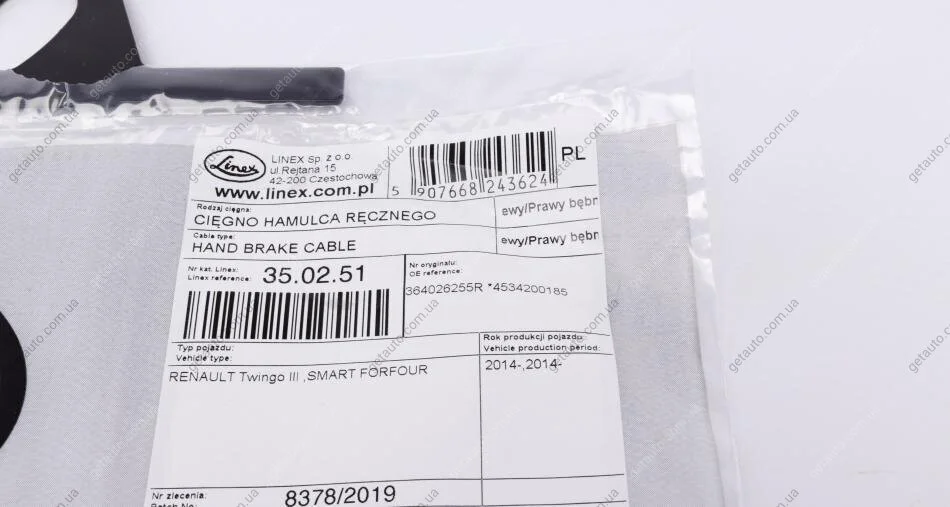 Linex
LINEX Sp. z o.o.
ul.Rejtana 15
42-200 Częstochowa
www.linex.com.pl
5 907668 243624
PL
Rodzaj cięgna:
CIĘGNO HAMULCA RĘCZNEGO
ewy/Prawy bębn
Cable type:
HAND BRAKE CABLE
ewy/Prawy bębn
Nr kat. Linex:
Linex reference:
35.02.51
Nr oryginału:
OE reference:
364026255R *4534200185
Typ pojazdu:
Vehicle type:
RENAULT Twingo III ,SMART FORFOUR
Rok produkcji pojazdu:
Vehicle production period:
2014-,2014-
Nr zlecenia:
Batch No
8378/2019
getauto.com.ua